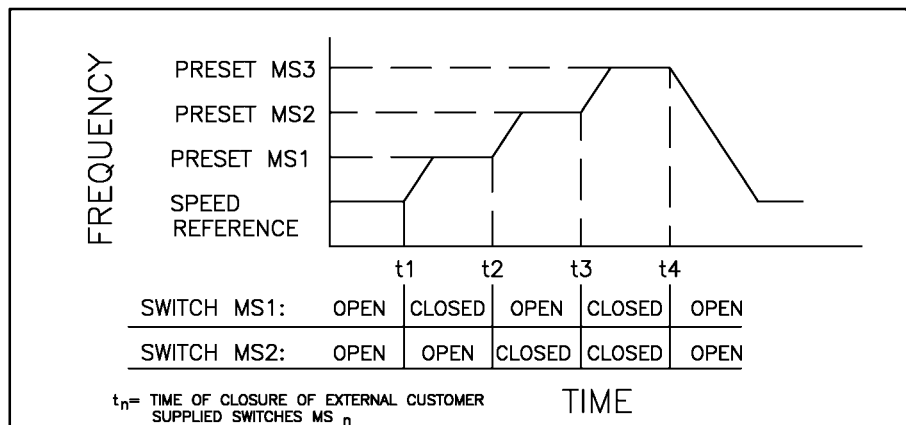 FREQUENCY
PRESET MS3
PRESET MS2
PRESET MS1
SPEED
REFERENCE
t1 t2 t3 t4
SWITCH MS1: OPEN CLOSED OPEN CLOSED OPEN
SWITCH MS2: OPEN OPEN CLOSED CLOSED OPEN
tn= TIME OF CLOSURE OF EXTERNAL CUSTOMER
SUPPLIED SWITCHES MS n
TIME